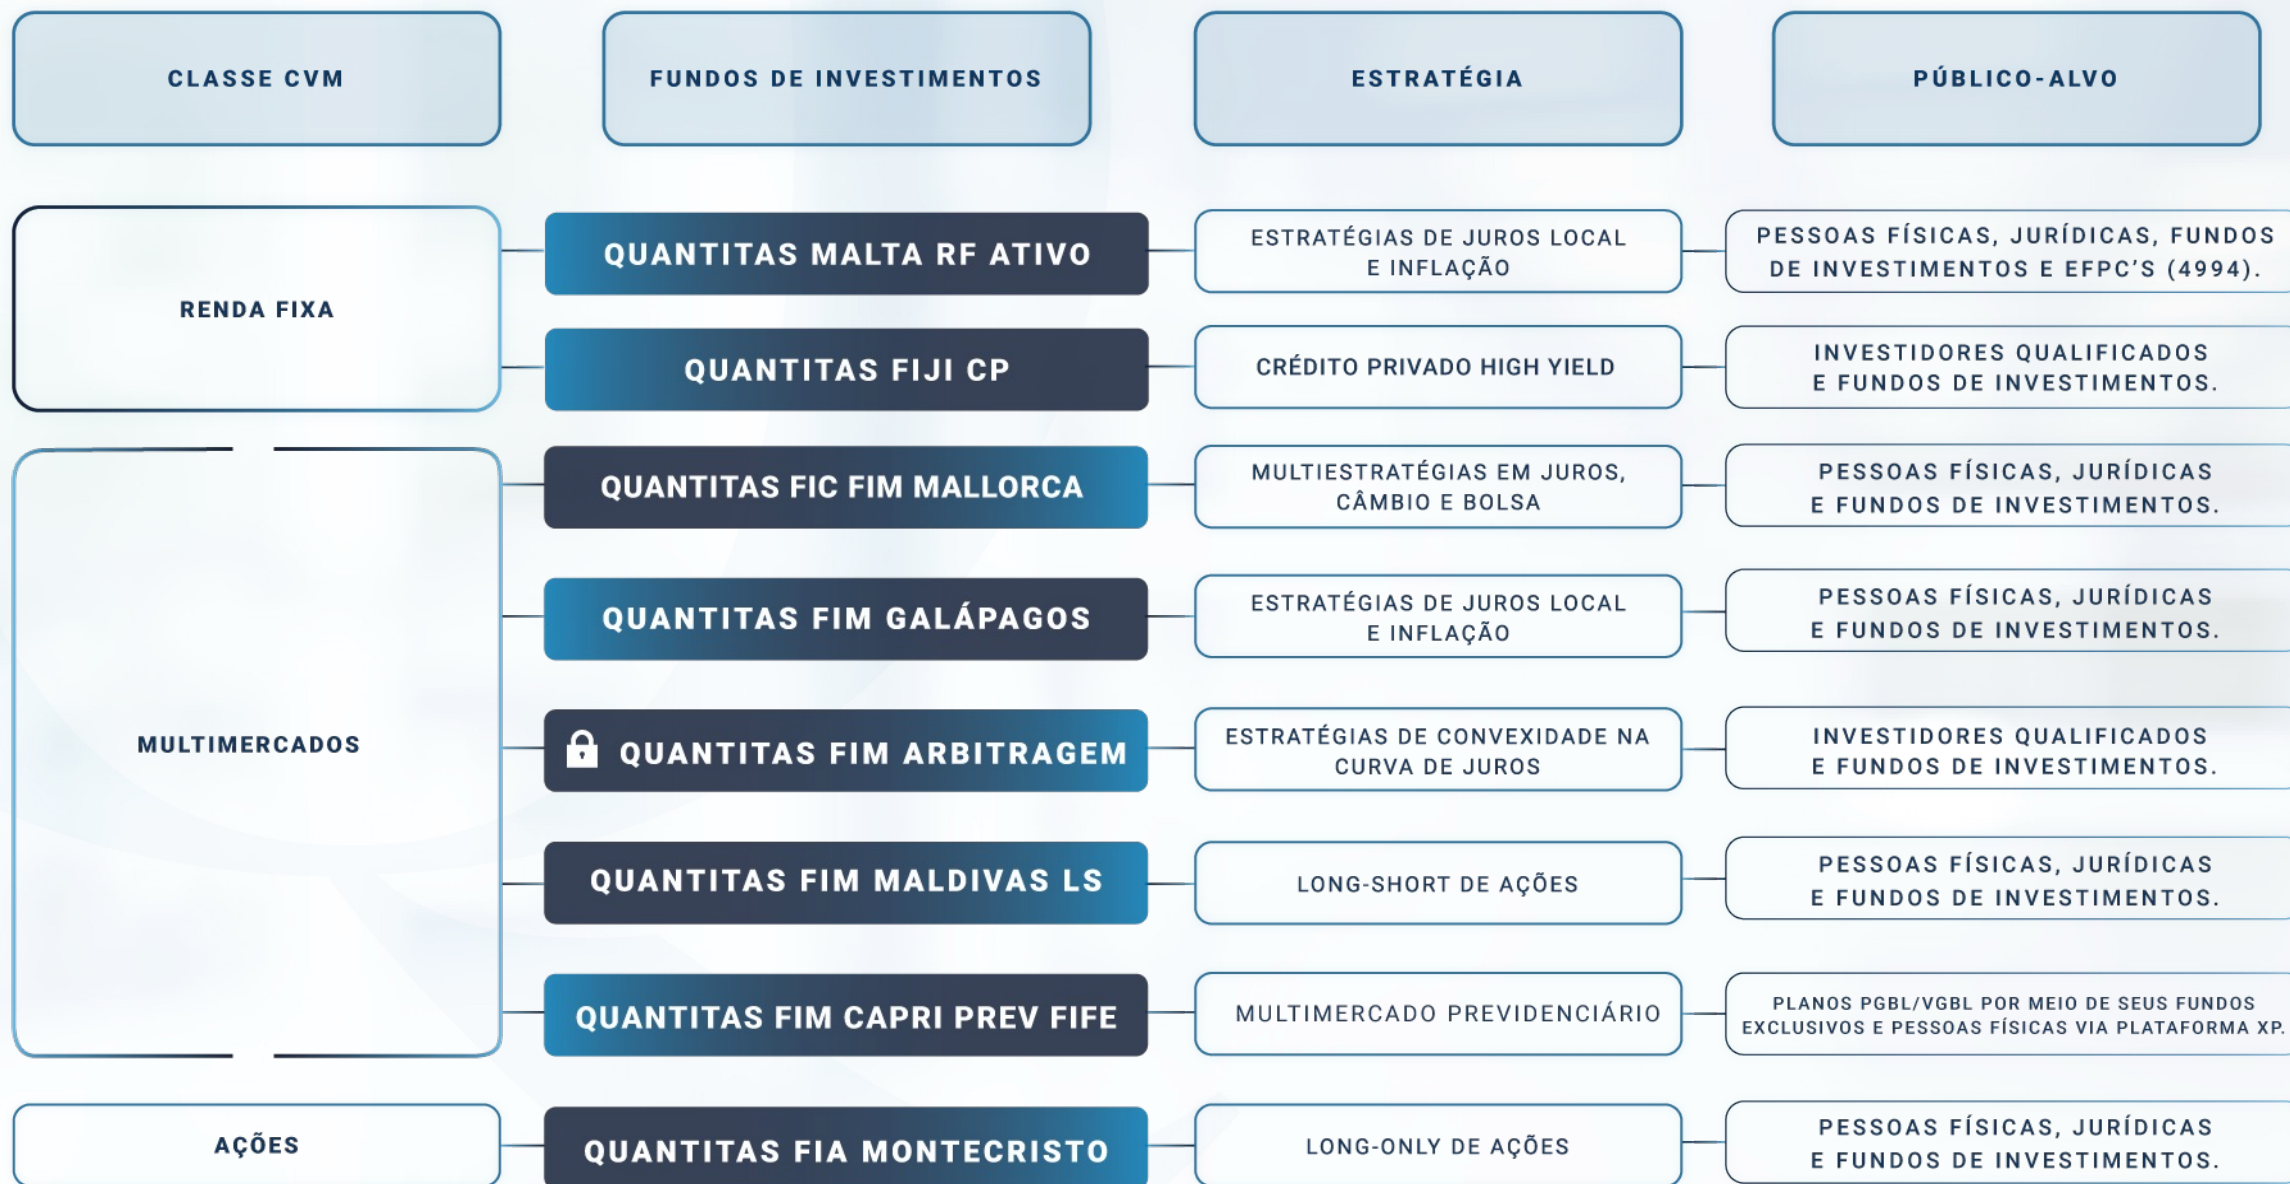 CLASSE CVM
FUNDOS DE INVESTIMENTOS
ESTRATÉGIA
PÚBLICO-ALVO
RENDA FIXA
QUANTITAS MALTA RF ATIVO
ESTRATÉGIAS DE JUROS LOCAL
E INFLAÇÃO
PESSOAS FÍSICAS, JURÍDICAS, FUNDOS
DE INVESTIMENTOS E EFPC'S (4994).
QUANTITAS FIJI CP
CRÉDITO PRIVADO HIGH YIELD
INVESTIDORES QUALIFICADOS
E FUNDOS DE INVESTIMENTOS.
MULTIMERCADOS
QUANTITAS FIC FIM MALLORCA
MULTIESTRATÉGIAS EM JUROS,
CÂMBIO E BOLSA
PESSOAS FÍSICAS, JURÍDICAS
E FUNDOS DE INVESTIMENTOS.
QUANTITAS FIM GALÁPAGOS
ESTRATÉGIAS DE JUROS LOCAL
E INFLAÇÃO
PESSOAS FÍSICAS, JURÍDICAS
E FUNDOS DE INVESTIMENTOS.
QUANTITAS FIM ARBITRAGEM
ESTRATÉGIAS DE CONVEXIDADE NA
CURVA DE JUROS
INVESTIDORES QUALIFICADOS
E FUNDOS DE INVESTIMENTOS.
QUANTITAS FIM MALDIVAS LS
LONG-SHORT DE AÇÕES
PESSOAS FÍSICAS, JURÍDICAS
E FUNDOS DE INVESTIMENTOS.
QUANTITAS FIM CAPRI PREV FIFE
MULTIMERCADO PREVIDENCIÁRIO
PLANOS PGBL/VGBL POR MEIO DE SEUS FUNDOS
EXCLUSIVOS E PESSOAS FÍSICAS VIA PLATAFORMA XP.
AÇÕES
QUANTITAS FIA MONTECRISTO
LONG-ONLY DE AÇÕES
PESSOAS FÍSICAS, JURÍDICAS
E FUNDOS DE INVESTIMENTOS.